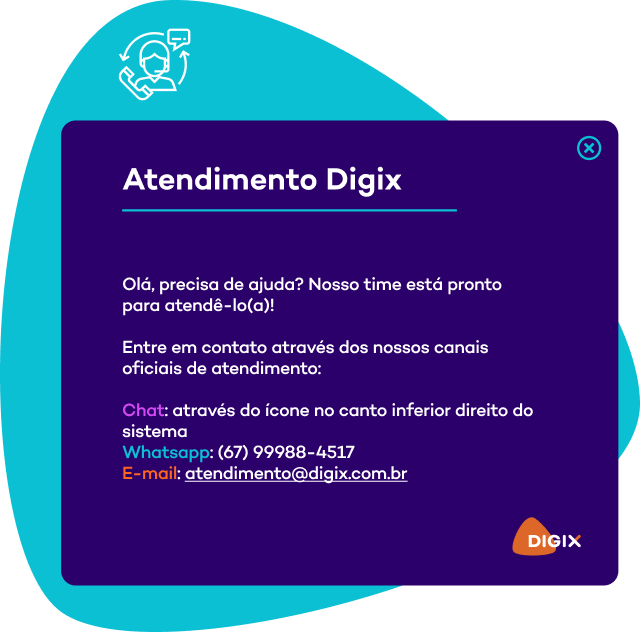 Atendimento Digix
Olá, precisa de ajuda? Nosso time está pronto
para atendê-lo(a)!
Entre em contato através dos nossos canais
oficiais de atendimento:
Chat: através do ícone no canto inferior direito do
sistema
Whatsapp: (67) 99988-4517
E-mail: atendimento@digix.com.br
DIGIX